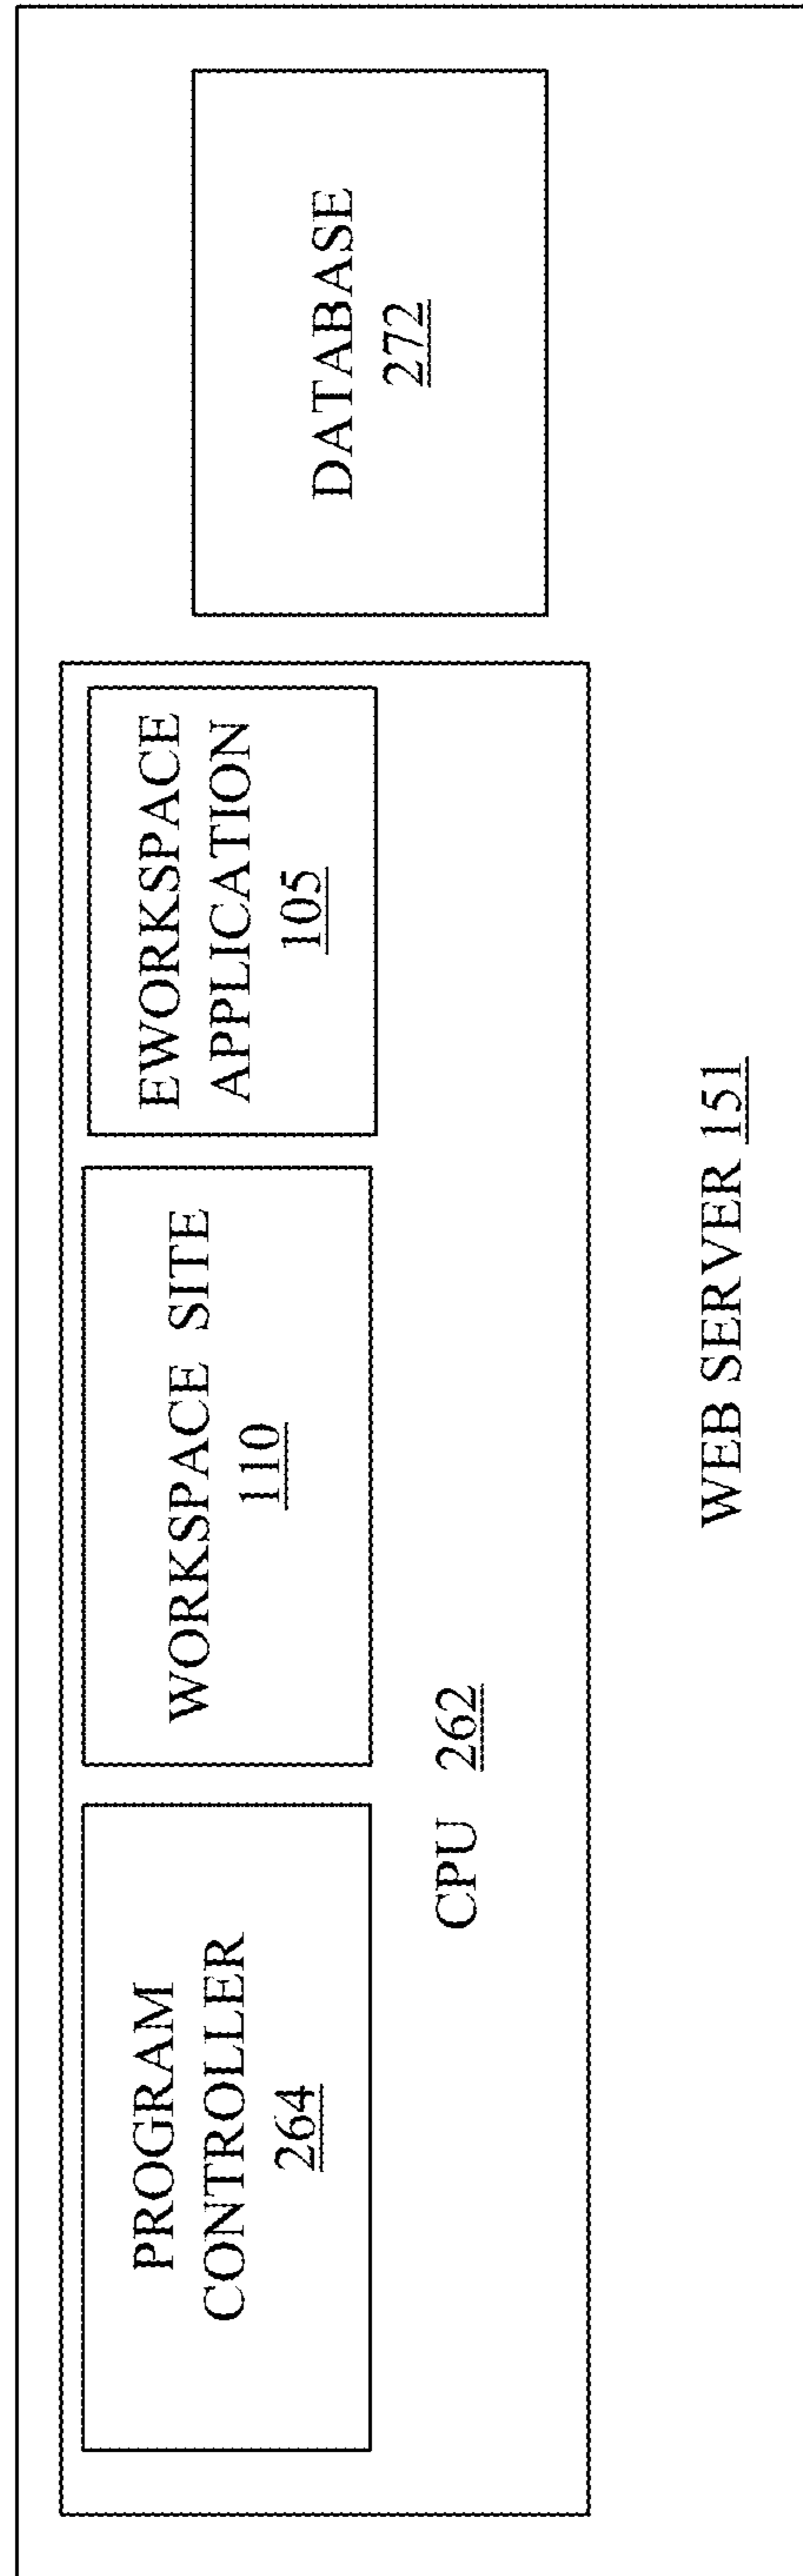 PROGRAM
CONTROLLER
264
WORKSPACE SITE
110
EWORKSPACE
APPLICATION
105
CPU 262
DATABASE
272
WEB SERVER 151